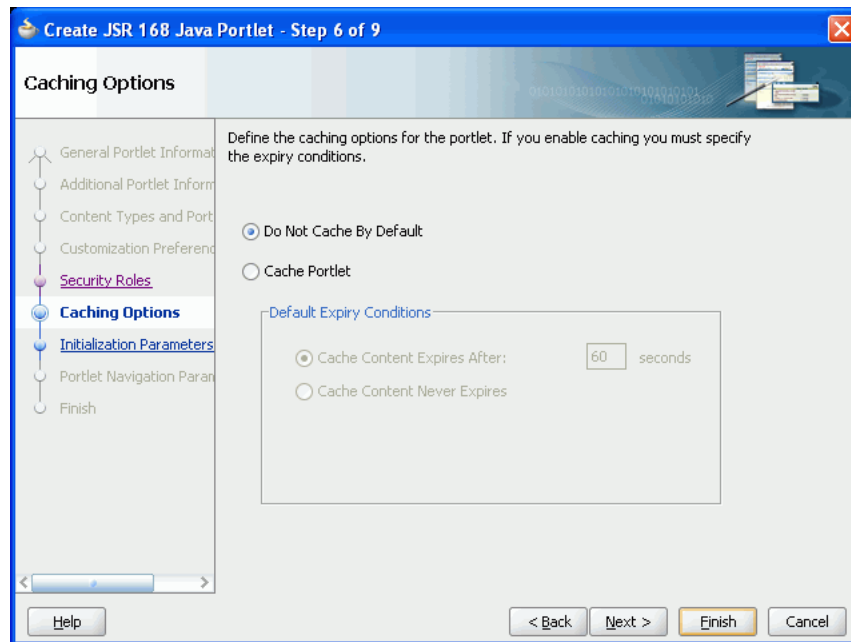 Create JSR 168 Java Portlet - Step 6 of 9
Caching Options
General Portlet Informat
Additional Portlet Inform
Content Types and Port
Customization Preferenc
Security Roles
Caching Options
Initialization Parameters
Portlet Navigation Paran
Finish
Define the caching options for the portlet. If you enable caching you must specify
the expiry conditions.
Do Not Cache By Default
Cache Portlet
Default Expiry Conditions
Cache Content Expires After: 60 seconds
Cache Content Never Expires
Help < Back Next > Finish Cancel